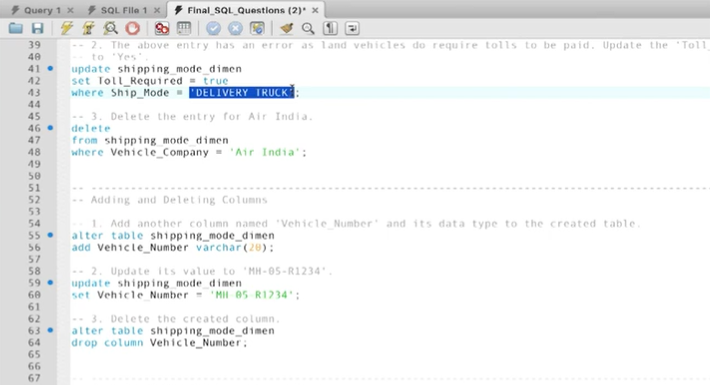 Query 1 × SQL File 1 × Final_SQL_Questions (2)* ×
39 -- 2. The above entry has an error as land vehicles do require tolls to be paid. Update the 'Toll_
40 -- to 'Yes'.
41 update shipping_mode_dimen
42 set Toll_Required = true
43 where Ship_Mode = 'DELIVERY TRUCK';
44
45 -- 3. Delete the entry for Air India.
46 delete
47 from shipping_mode_dimen
48 where Vehicle_Company = 'Air India';
49
50
51 -- ----------------------------------------------------------------
52 -- Adding and Deleting Columns
53
54 -- 1. Add another column named 'Vehicle_Number' and its data type to the created table.
55 alter table shipping_mode_dimen
56 add Vehicle_Number varchar(20);
57
58 -- 2. Update its value to 'MH-05-R1234'.
59 update shipping_mode_dimen
60 set Vehicle_Number = 'MH-05-R1234';
61
62 -- 3. Delete the created column.
63 alter table shipping_mode_dimen
64 drop column Vehicle_Number;
65
66
67